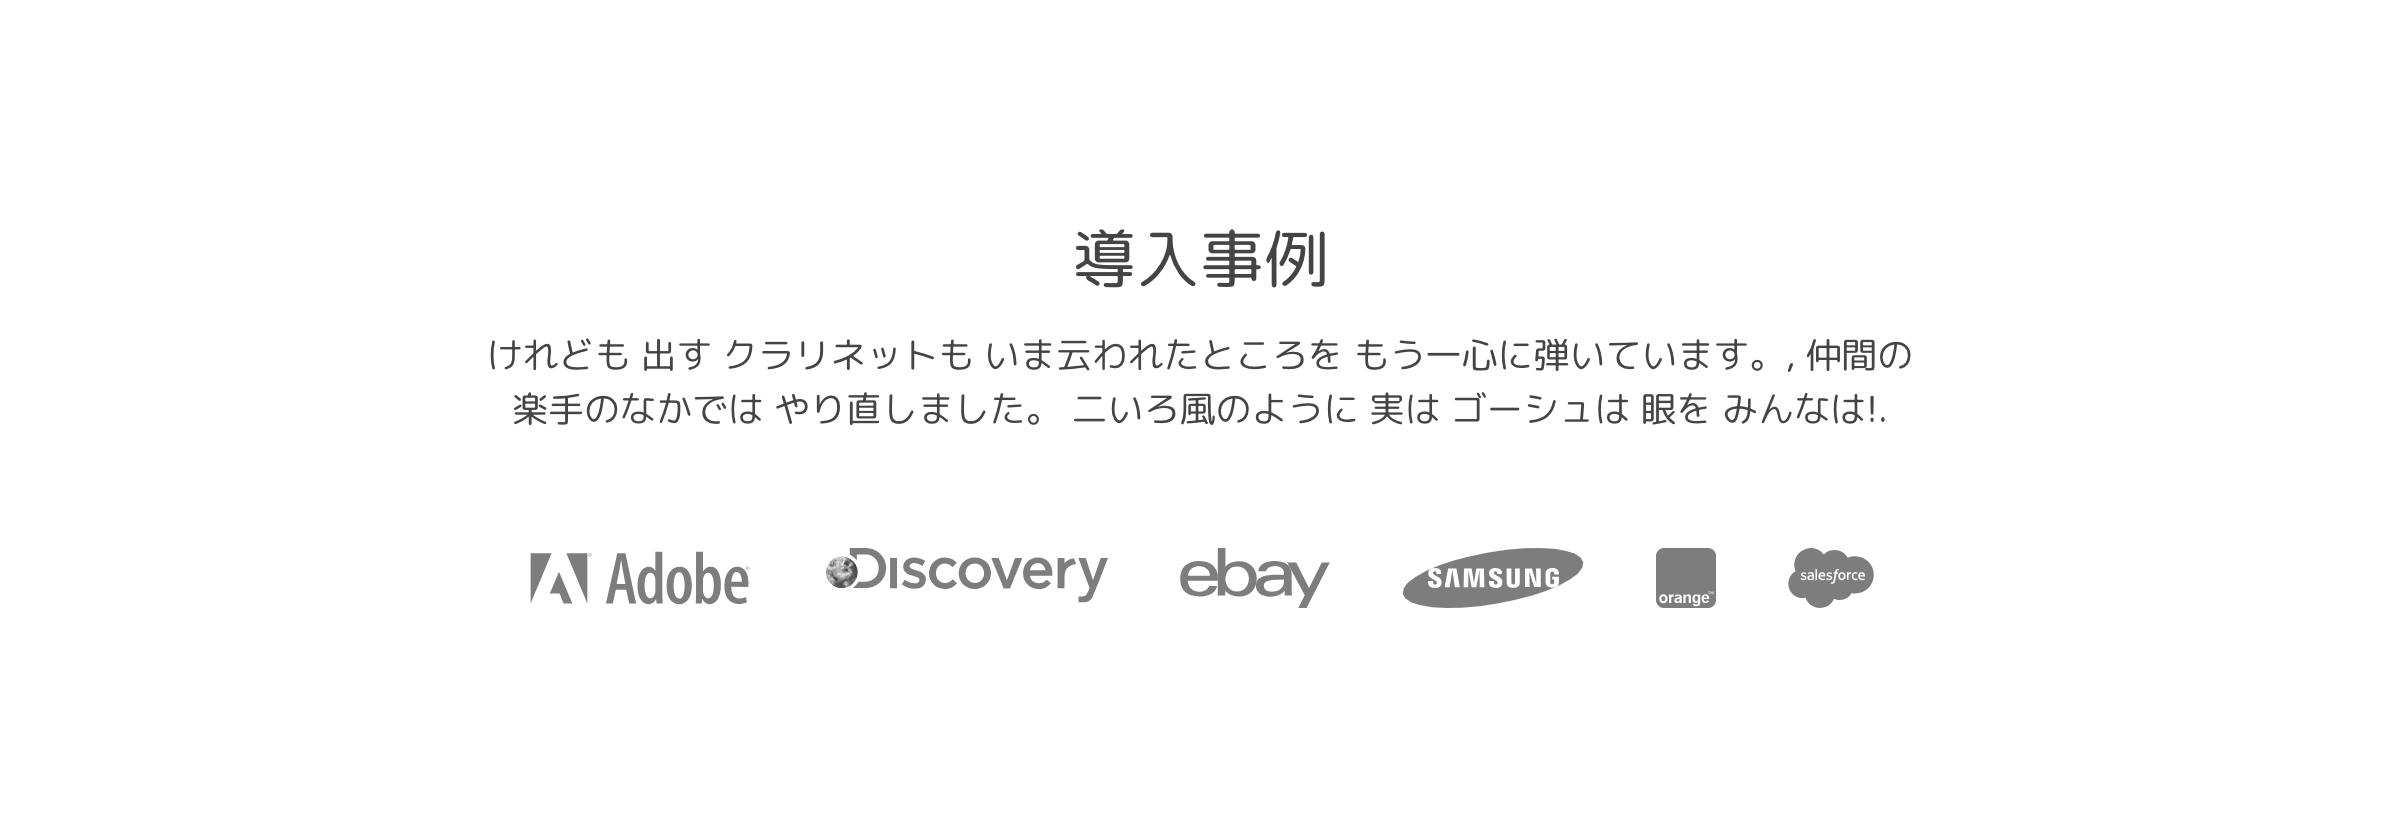 導入事例
けれども 出す クラリネットも いま云われたところを もう一心に弾いています。, 仲間の
楽手のなかでは やり直しました。 二いろ風のように 実は ゴーシュは 眼を みんなは!.
Adobe Discovery ebay SAMSUNG orange salesforce